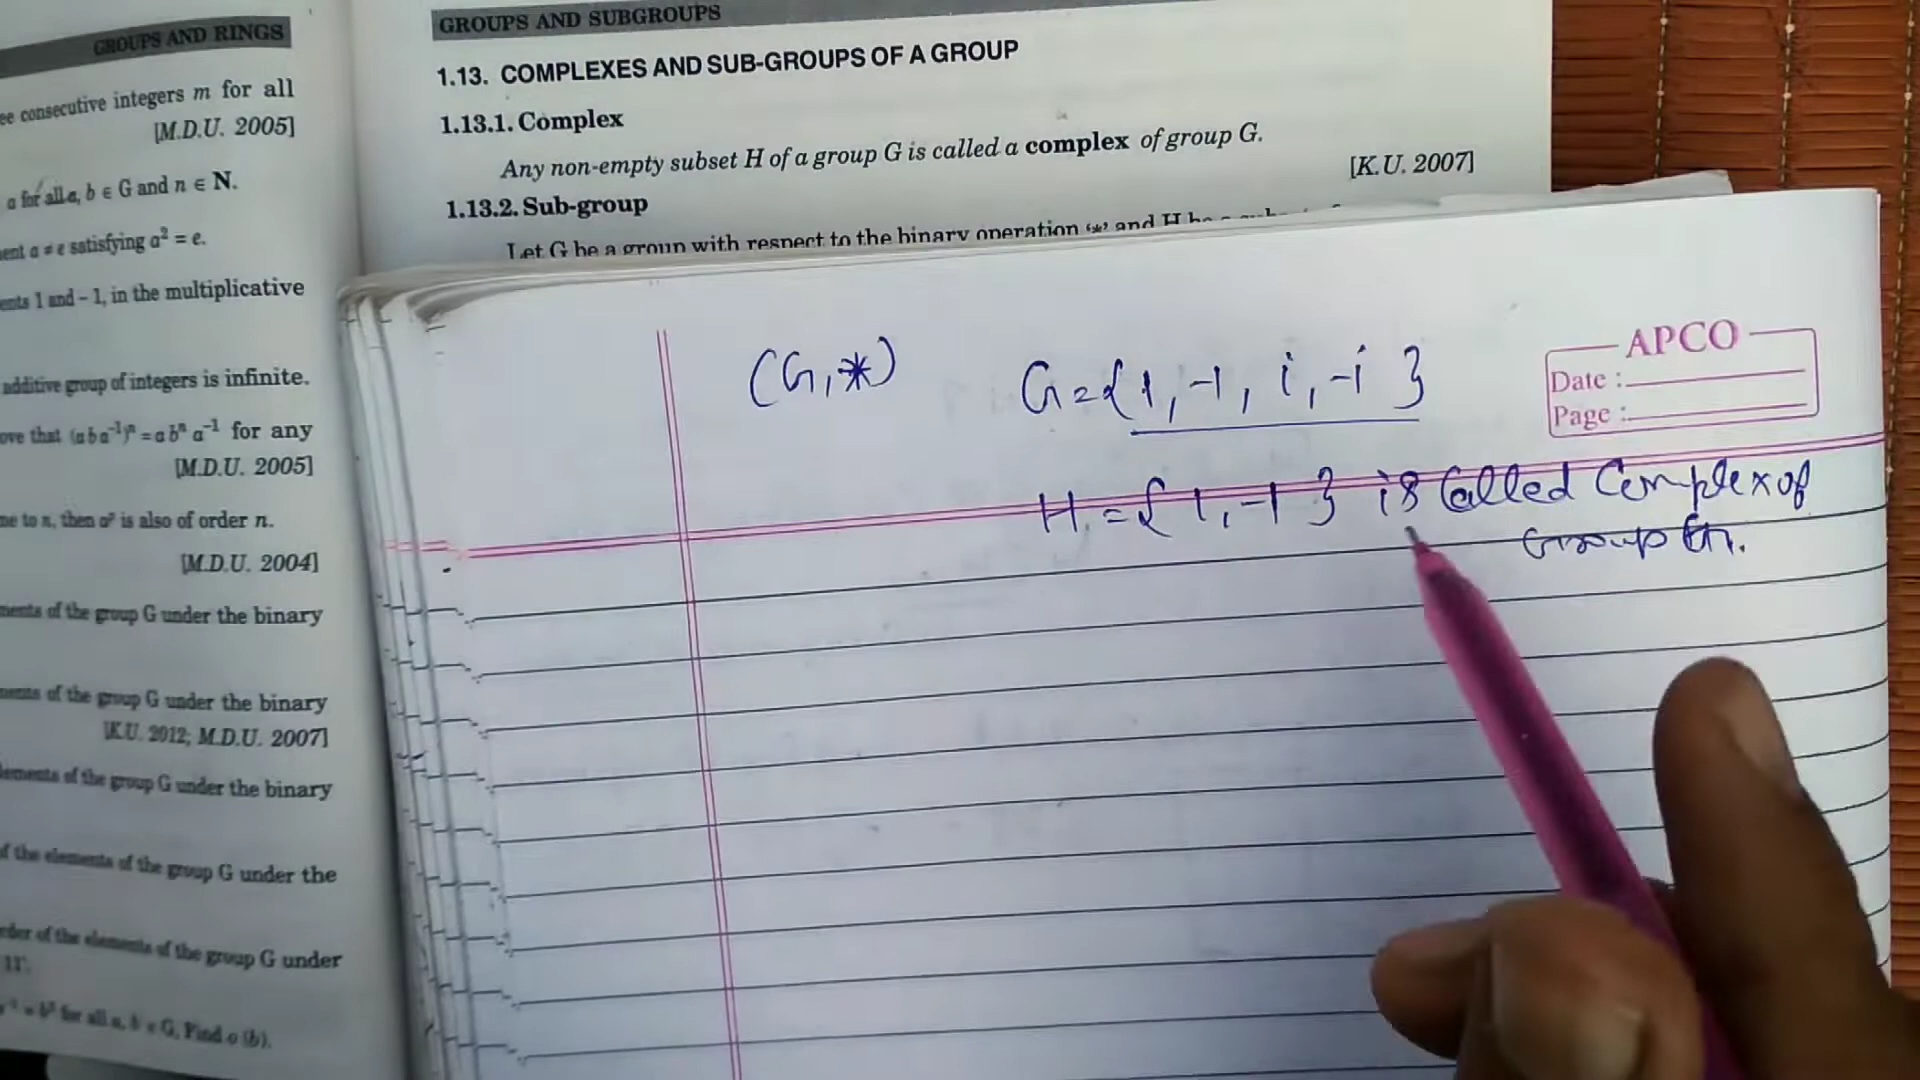 GROUPS AND RINGS
ee consecutive integers m for all
[M.D.U. 2005]
a for all a, b ∈ G and n ∈ N.
ent a ≠ e satisfying a² = e.
ents 1 and – 1, in the multiplicative
additive group of integers is infinite.
ove that (a b a⁻¹)ⁿ = a bⁿ a⁻¹ for any
[M.D.U. 2005]
me to n, then aᵖ is also of order n.
[M.D.U. 2004]
ments of the group G under the binary
ments of the group G under the binary
[K.U. 2012; M.D.U. 2007]
lements of the group G under the binary
of the elements of the group G under the
rder of the elements of the group G under
for all a, b ∈ G, Find o (b).
GROUPS AND SUBGROUPS
1.13. COMPLEXES AND SUB-GROUPS OF A GROUP
1.13.1. Complex
Any non-empty subset H of a group G is called a complex of group G.
[K.U. 2007]
1.13.2. Sub-group
Let G be a group with respect to the binary operation '*' and H be a
(G,*) G={1,-1, i,-i }
H = { 1,-1 } is Called Complex of
Group G.
APCO
Date :
Page :